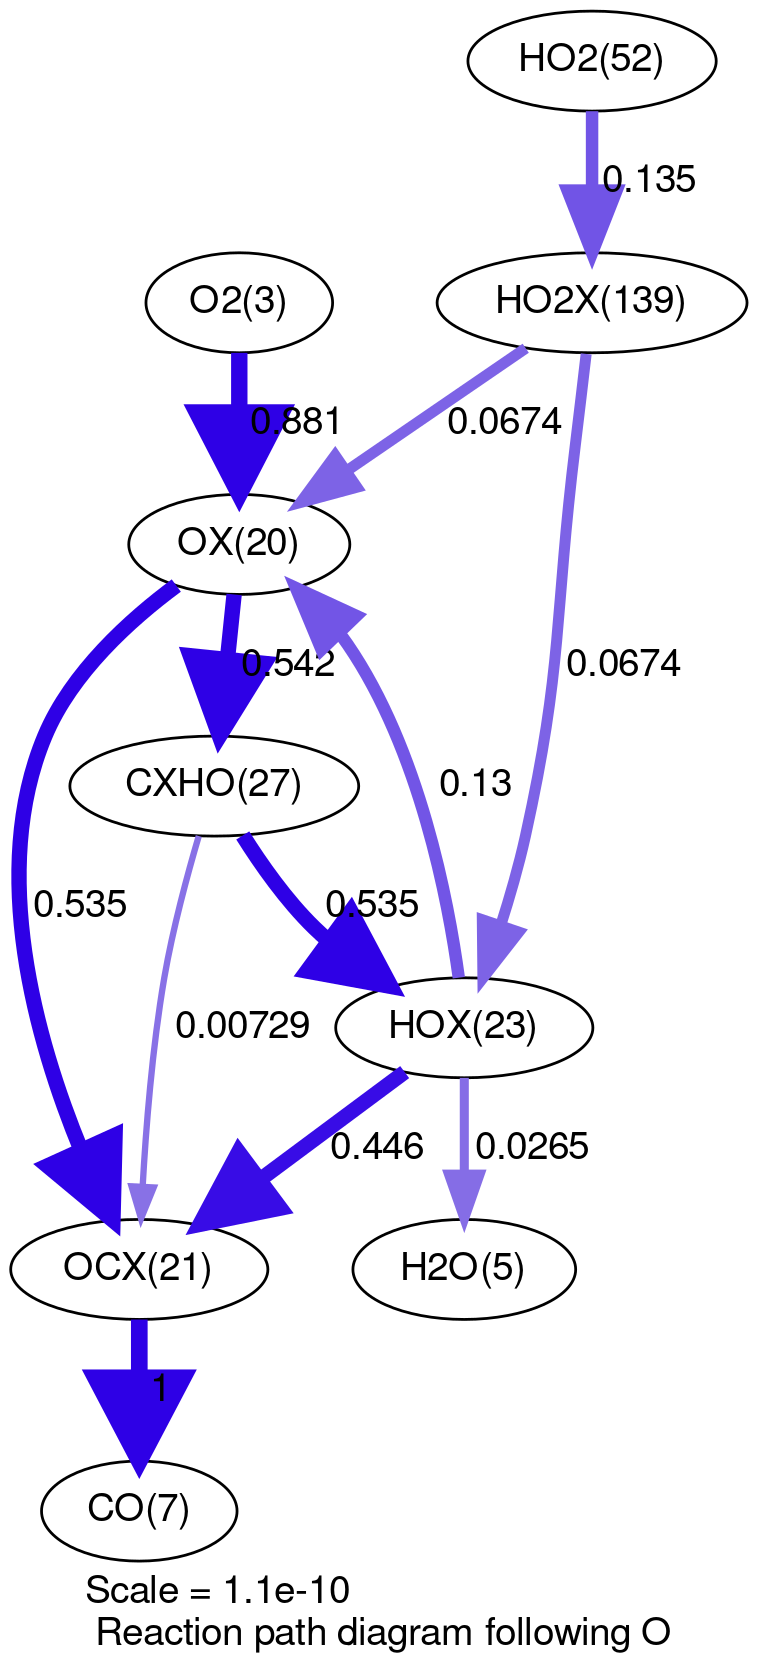 HO2(52)
0.135
O2(3)
HO2X(139)
0.881
0.0674
OX(20)
0.542
0.0674
CXHO(27)
0.13
0.535
0.535
0.00729
HOX(23)
0.446
0.0265
OCX(21)
H2O(5)
1
CO(7)
Scale = 1.1e-10
Reaction path diagram following O